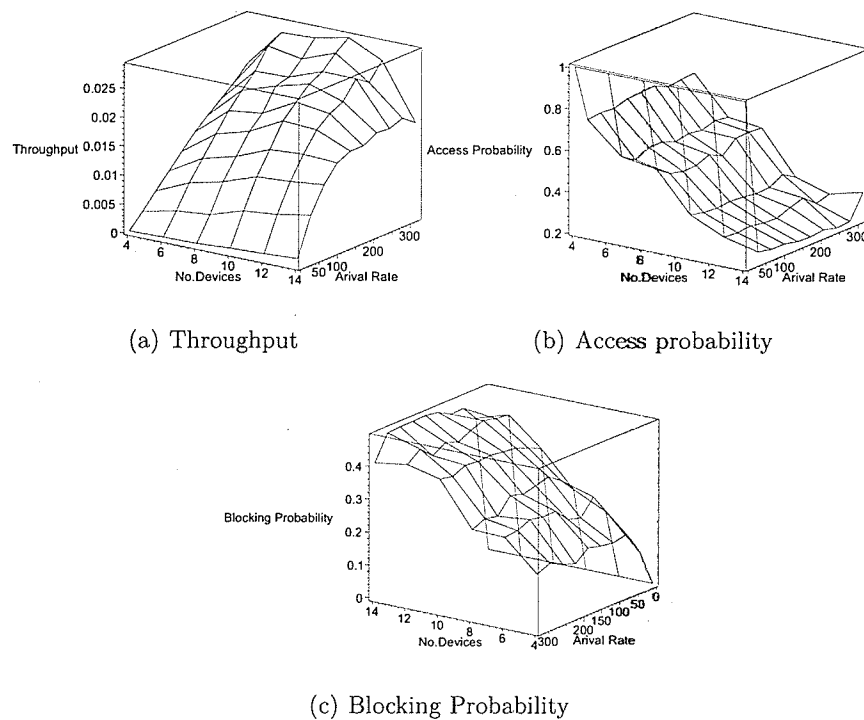 0.025
0.02
Throughput 0.015
0.01
0.005
0
4 6 8 10 12 14
No.Devices
50 100 200 300
Arival Rate
(a) Throughput
1
0.8
Access Probability 0.6
0.4
0.2
4 6 8 10 12 14
No.Devices
50 100 200 300
Arival Rate
(b) Access probability
0.4
0.3
Blocking Probability
0.2
0.1
0
14 12 10 8 6 4
No.Devices
300 200 150 100 50 0
Arival Rate
(c) Blocking Probability